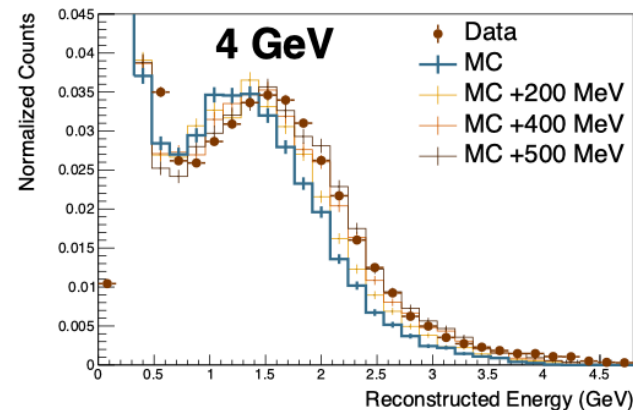 4 GeV
Data
MC
MC +200 MeV
MC +400 MeV
MC +500 MeV
Normalized Counts
0.045
0.04
0.035
0.03
0.025
0.02
0.015
0.01
0.005
0
0 0.5 1 1.5 2 2.5 3 3.5 4 4.5
Reconstructed Energy (GeV)